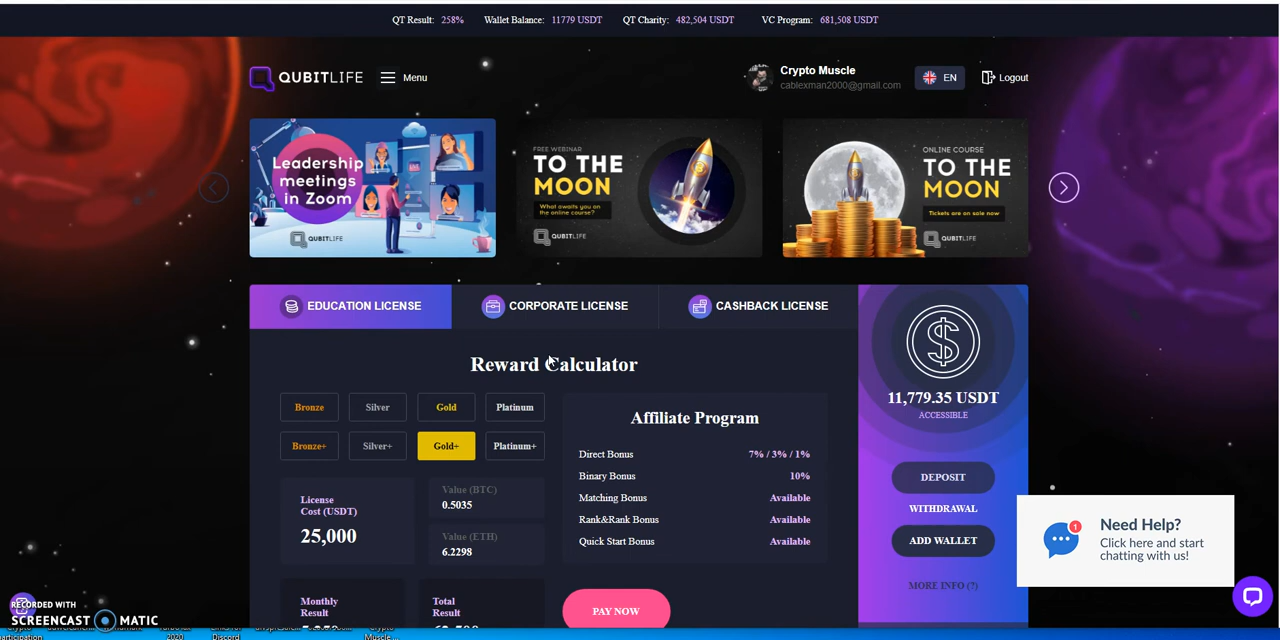 QT Result: 258% Wallet Balance: 11779 USDT QT Charity: 482,504 USDT VC Program: 681,508 USDT
QUBITLIFE Menu
Crypto Muscle
cablexman2000@gmail.com
EN
Logout
Leadership
meetings
in Zoom
QUBITLIFE
FREE WEBINAR
TO THE
MOON
What awaits you on
the online course?
QUBITLIFE
ONLINE COURSE
TO THE
MOON
Tickets are on sale now
QUBITLIFE
EDUCATION LICENSE
CORPORATE LICENSE
CASHBACK LICENSE
Reward Calculator
Bronze Silver Gold Platinum
Bronze+ Silver+ Gold+ Platinum+
License
Cost (USDT)
25,000
Value (BTC)
0.5035
Value (ETH)
6.2298
Monthly
Result
Total
Result
Affiliate Program
Direct Bonus 7% / 3% / 1%
Binary Bonus 10%
Matching Bonus Available
Rank&Rank Bonus Available
Quick Start Bonus Available
PAY NOW
11,779.35 USDT
ACCESSIBLE
DEPOSIT
WITHDRAWAL
ADD WALLET
MORE INFO (?)
1
Need Help?
Click here and start
chatting with us!
RECORDED WITH
SCREENCAST MATIC
2020
Discord
Muscle...